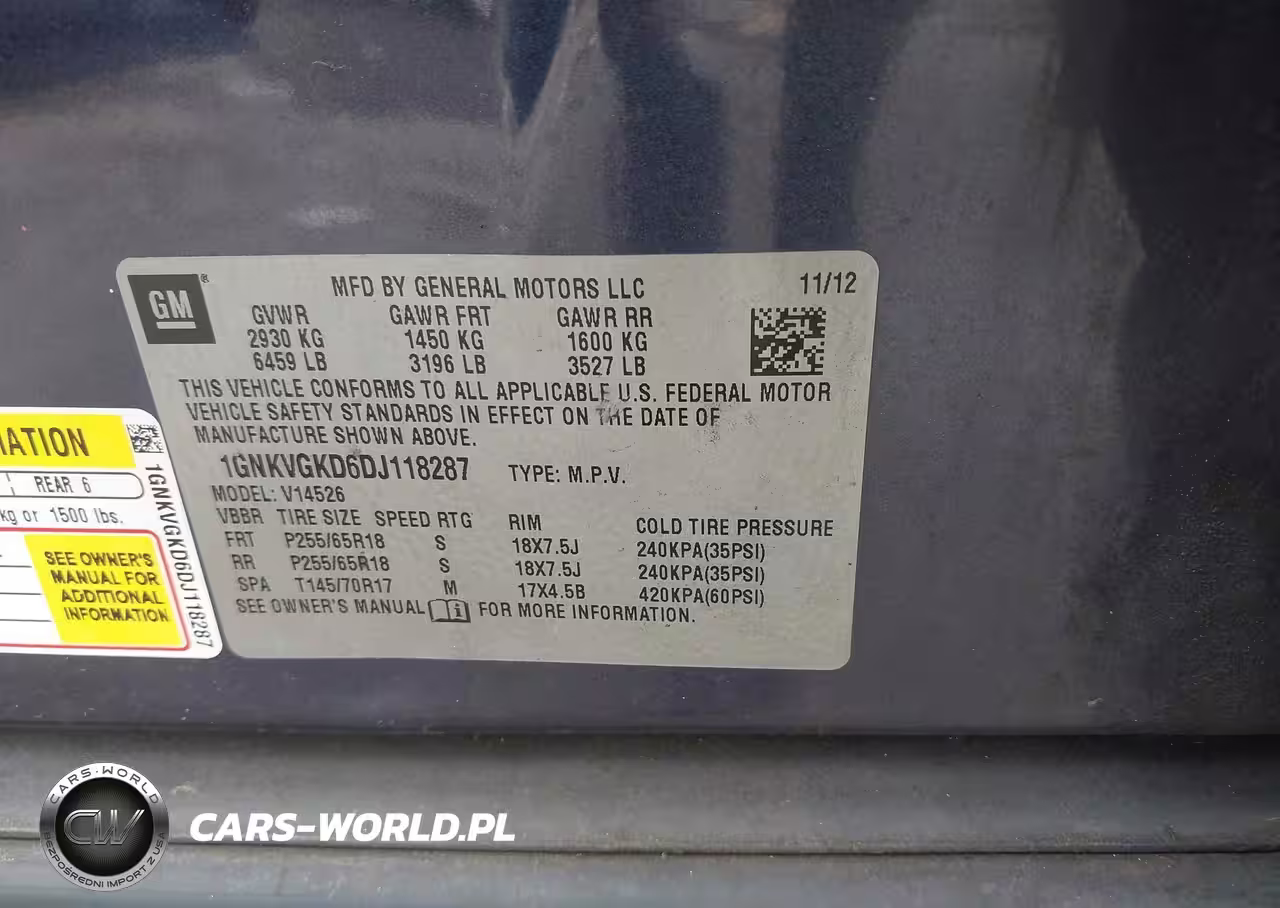 GM
MFD BY GENERAL MOTORS LLC 11/12
GVWR GAWR FRT GAWR RR
2930 KG 1450 KG 1600 KG
6459 LB 3196 LB 3527 LB
THIS VEHICLE CONFORMS TO ALL APPLICABLE U.S. FEDERAL MOTOR
VEHICLE SAFETY STANDARDS IN EFFECT ON THE DATE OF
MANUFACTURE SHOWN ABOVE.
1GNKVGKD6DJ118287 TYPE: M.P.V.
MODEL: V14526
VBBR TIRE SIZE SPEED RTG RIM COLD TIRE PRESSURE
FRT P255/65R18 S 18X7.5J 240KPA(35PSI)
RR P255/65R18 S 18X7.5J 240KPA(35PSI)
SPA T145/70R17 M 17X4.5B 420KPA(60PSI)
SEE OWNER'S MANUAL i FOR MORE INFORMATION.
MATION
REAR 6
kg or 1500 lbs.
SEE OWNER'S
MANUAL FOR
ADDITIONAL
INFORMATION
1GNKVGKD6DJ118287
CARS-WORLD
CW
BEZPOŚREDNI IMPORT Z USA
CARS-WORLD.PL